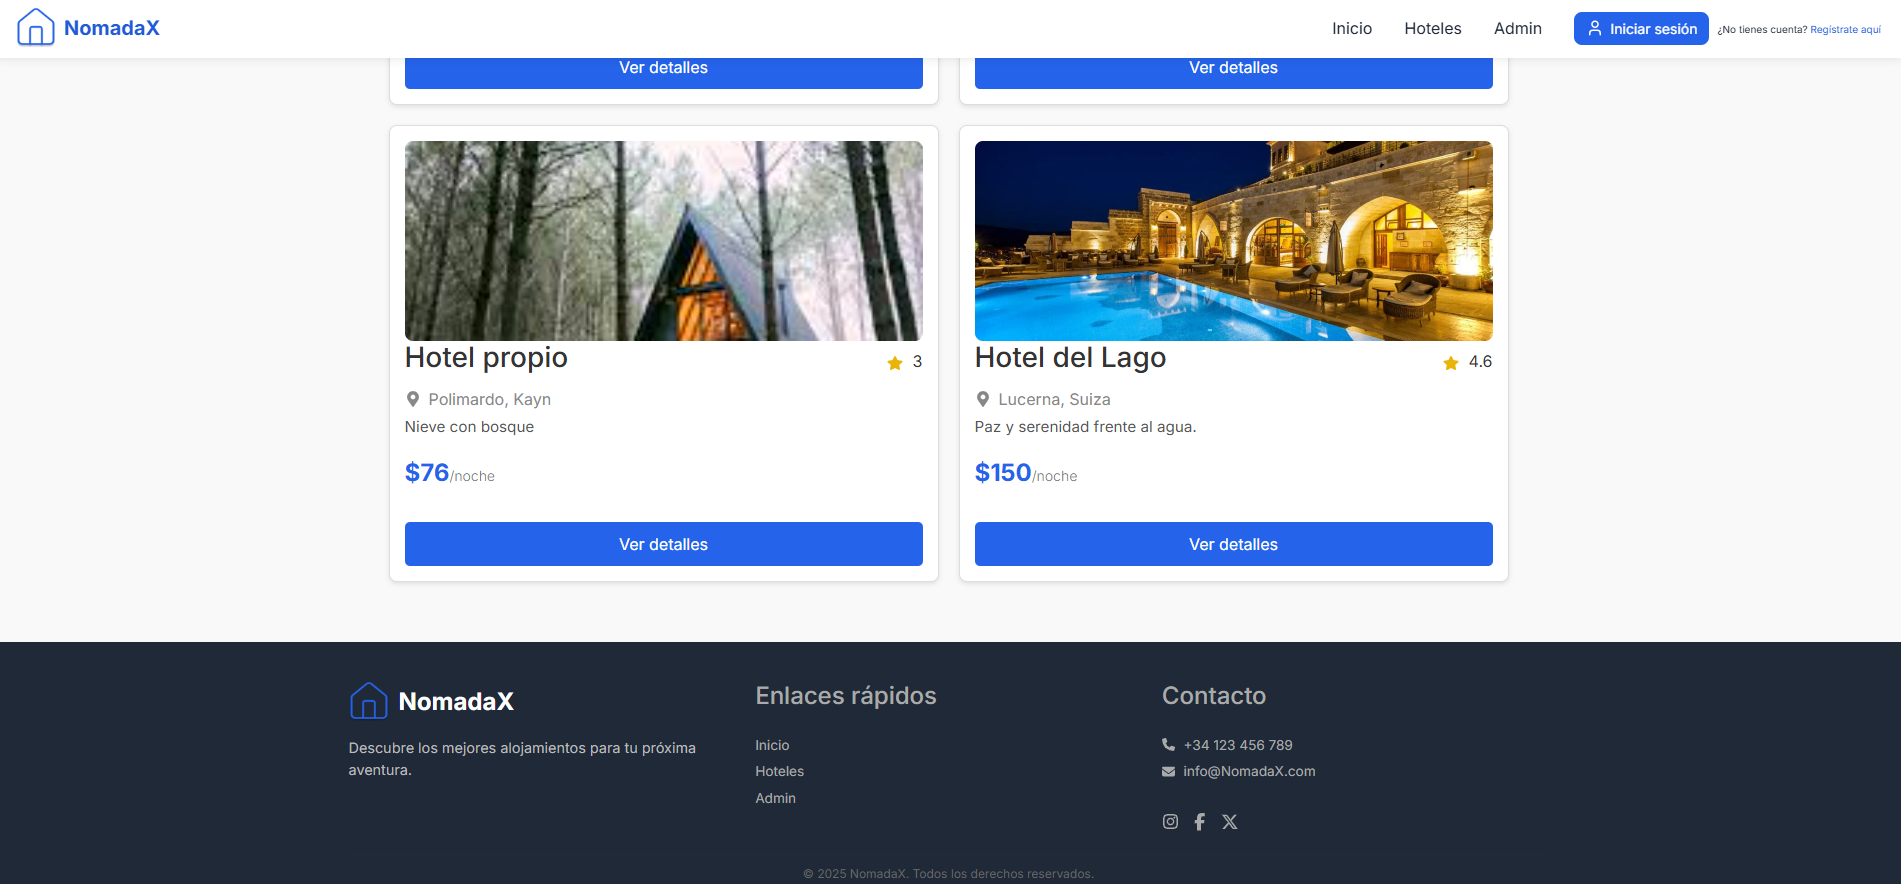 NomadaX
Inicio
Hoteles
Admin
Iniciar sesión
¿No tienes cuenta? Regístrate aquí
Ver detalles
Ver detalles
Hotel propio
3
Polimardo, Kayn
Nieve con bosque
$76/noche
Ver detalles
Hotel del Lago
4.6
Lucerna, Suiza
Paz y serenidad frente al agua.
$150/noche
Ver detalles
NomadaX
Descubre los mejores alojamientos para tu próxima
aventura.
Enlaces rápidos
Inicio
Hoteles
Admin
Contacto
+34 123 456 789
info@NomadaX.com
© 2025 NomadaX. Todos los derechos reservados.